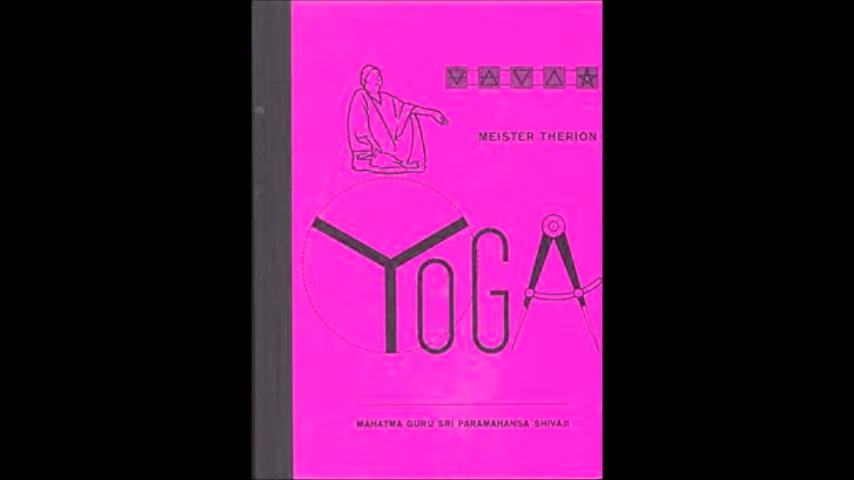 MEISTER THERION
YOGA
MAHATMA GURU SRI PARAMAHANSA SHIVAJI